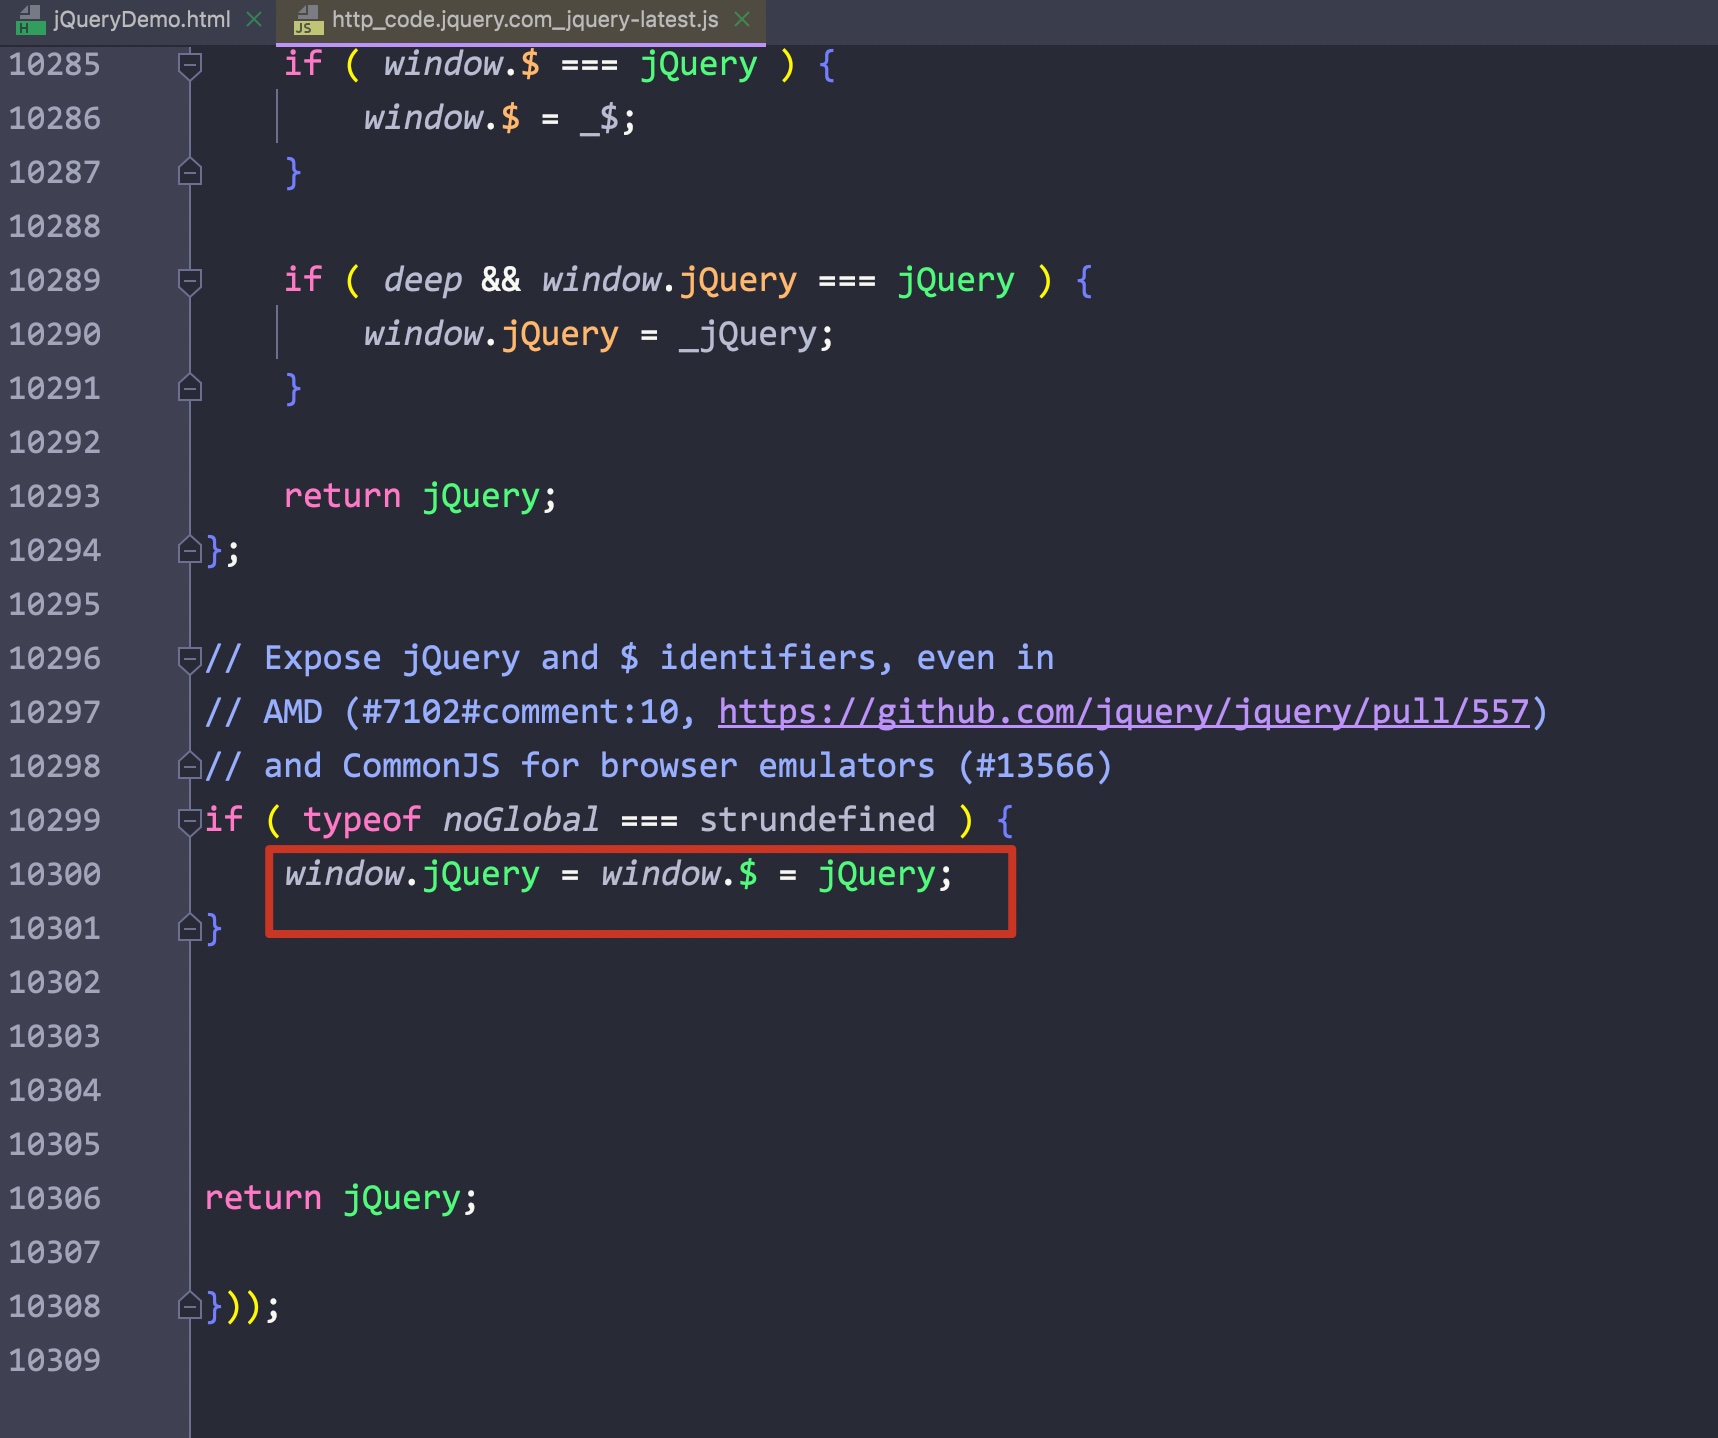 jQueryDemo.html
http_code.jquery.com_jquery-latest.js
10285 if ( window.$ === jQuery ) {
10286 window.$ = _$;
10287 }
10288
10289 if ( deep && window.jQuery === jQuery ) {
10290 window.jQuery = _jQuery;
10291 }
10292
10293 return jQuery;
10294 };
10295
10296 // Expose jQuery and $ identifiers, even in
10297 // AMD (#7102#comment:10, https://github.com/jquery/jquery/pull/557)
10298 // and CommonJS for browser emulators (#13566)
10299 if ( typeof noGlobal === strundefined ) {
10300 window.jQuery = window.$ = jQuery;
10301 }
10302
10303
10304
10305
10306 return jQuery;
10307
10308 }));
10309